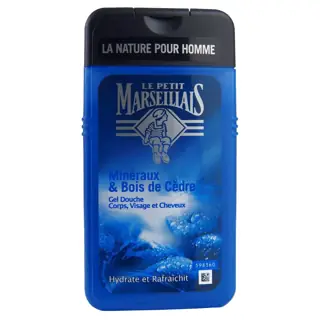 LA NATURE POUR HOMME
LE PETIT
MARSEILLAIS
Minéraux
& Bois de Cèdre
Gel Douche
Corps, Visage et Cheveux
Hydrate et Rafraîchit